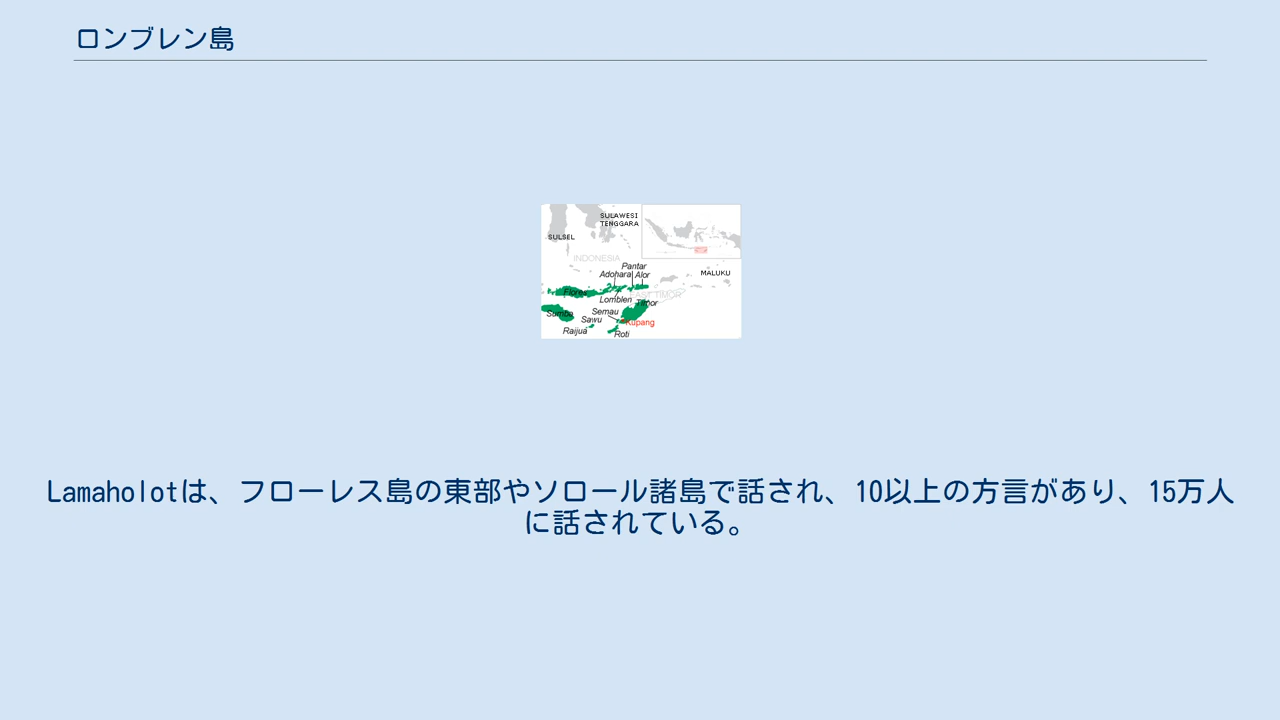 ロンブレン島
SULAWESI
TENGGARA
SULSEL
INDONESIA
Pantar
Adohara Alor
MALUKU
Flores
EAST TIMOR
Lomblen
Timor
Sumba
Semau
Sawu
Kupang
Raijua
Roti
Lamaholotは、フローレス島の東部やソロール諸島で話され、10以上の方言があり、15万人
に話されている。